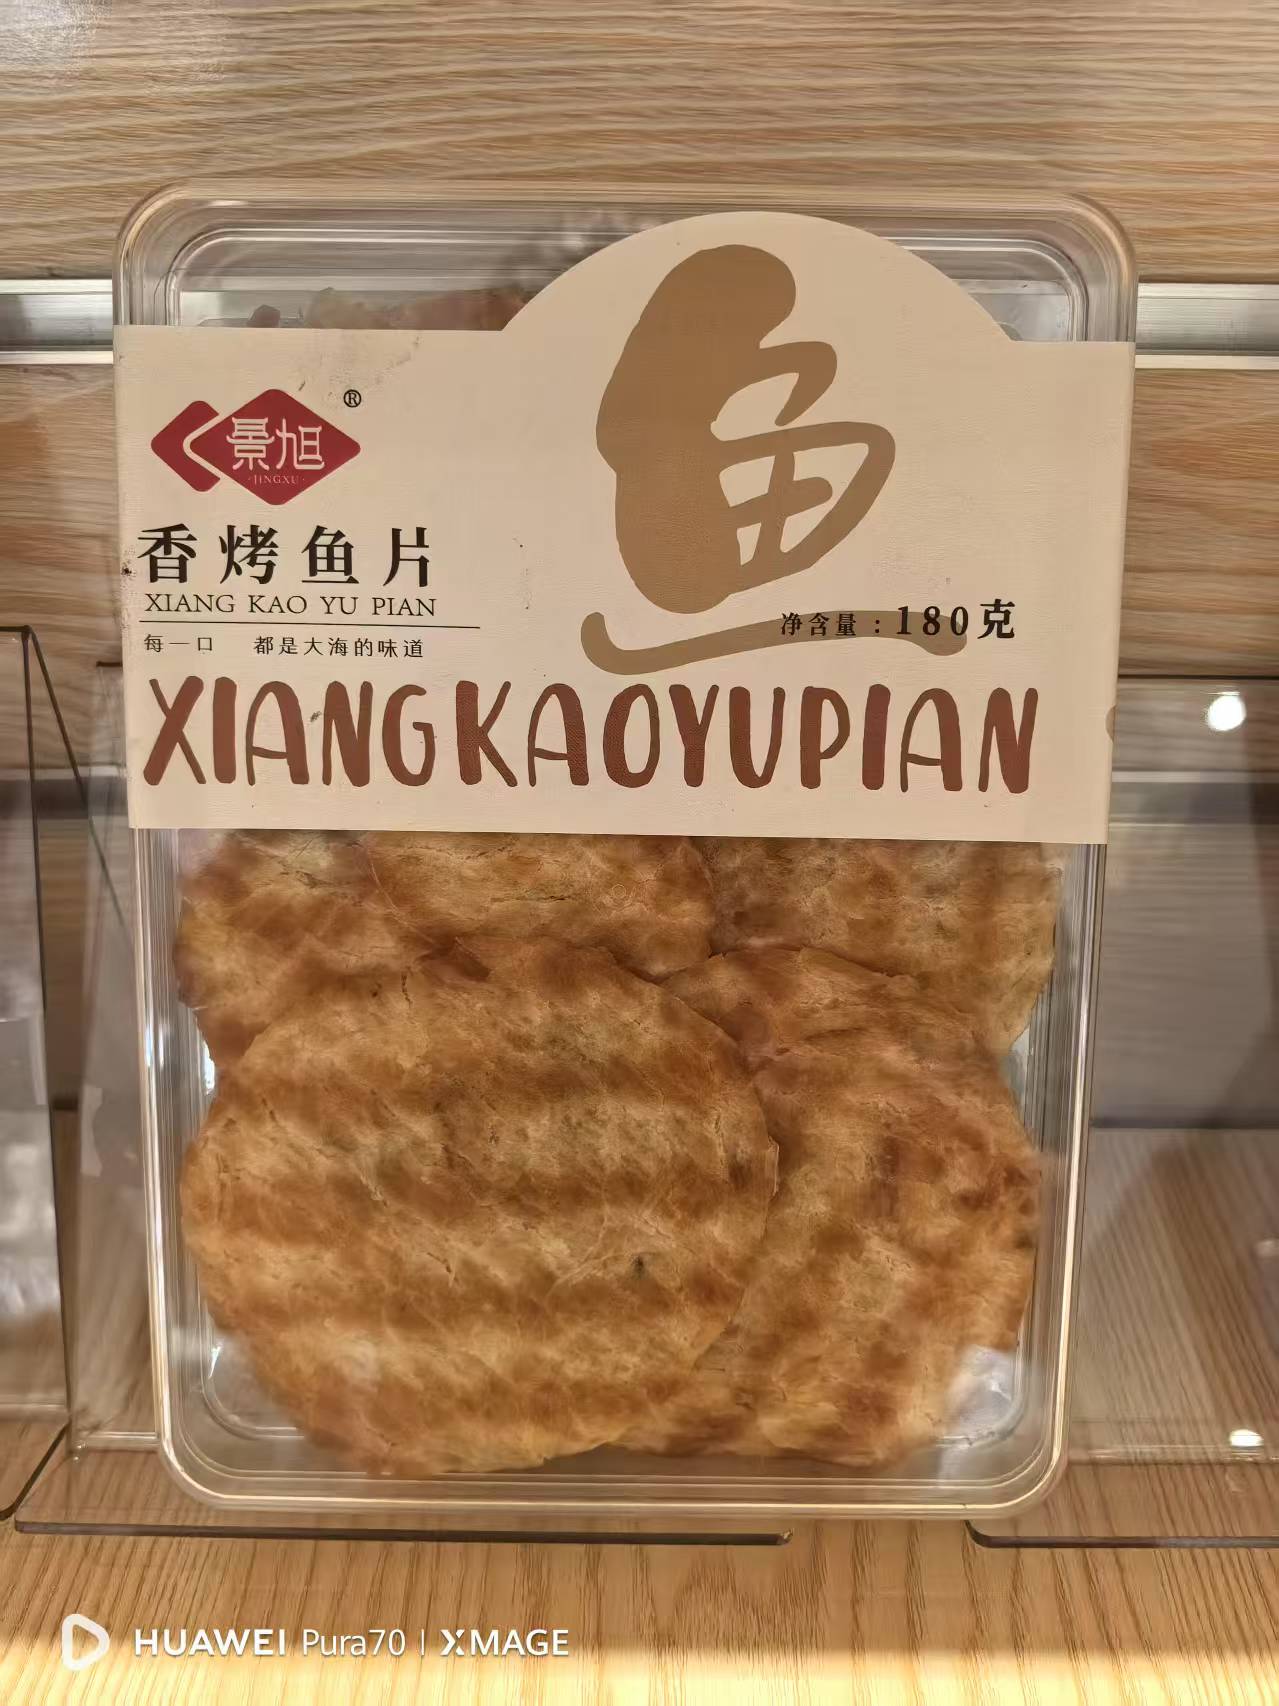 鱼
景旭®
·JINGXU·
香烤鱼片
XIANG KAO YU PIAN
每一口 都是大海的味道
净含量：180克
XIANGKAOYUPIAN
HUAWEI Pura70 | XMAGE